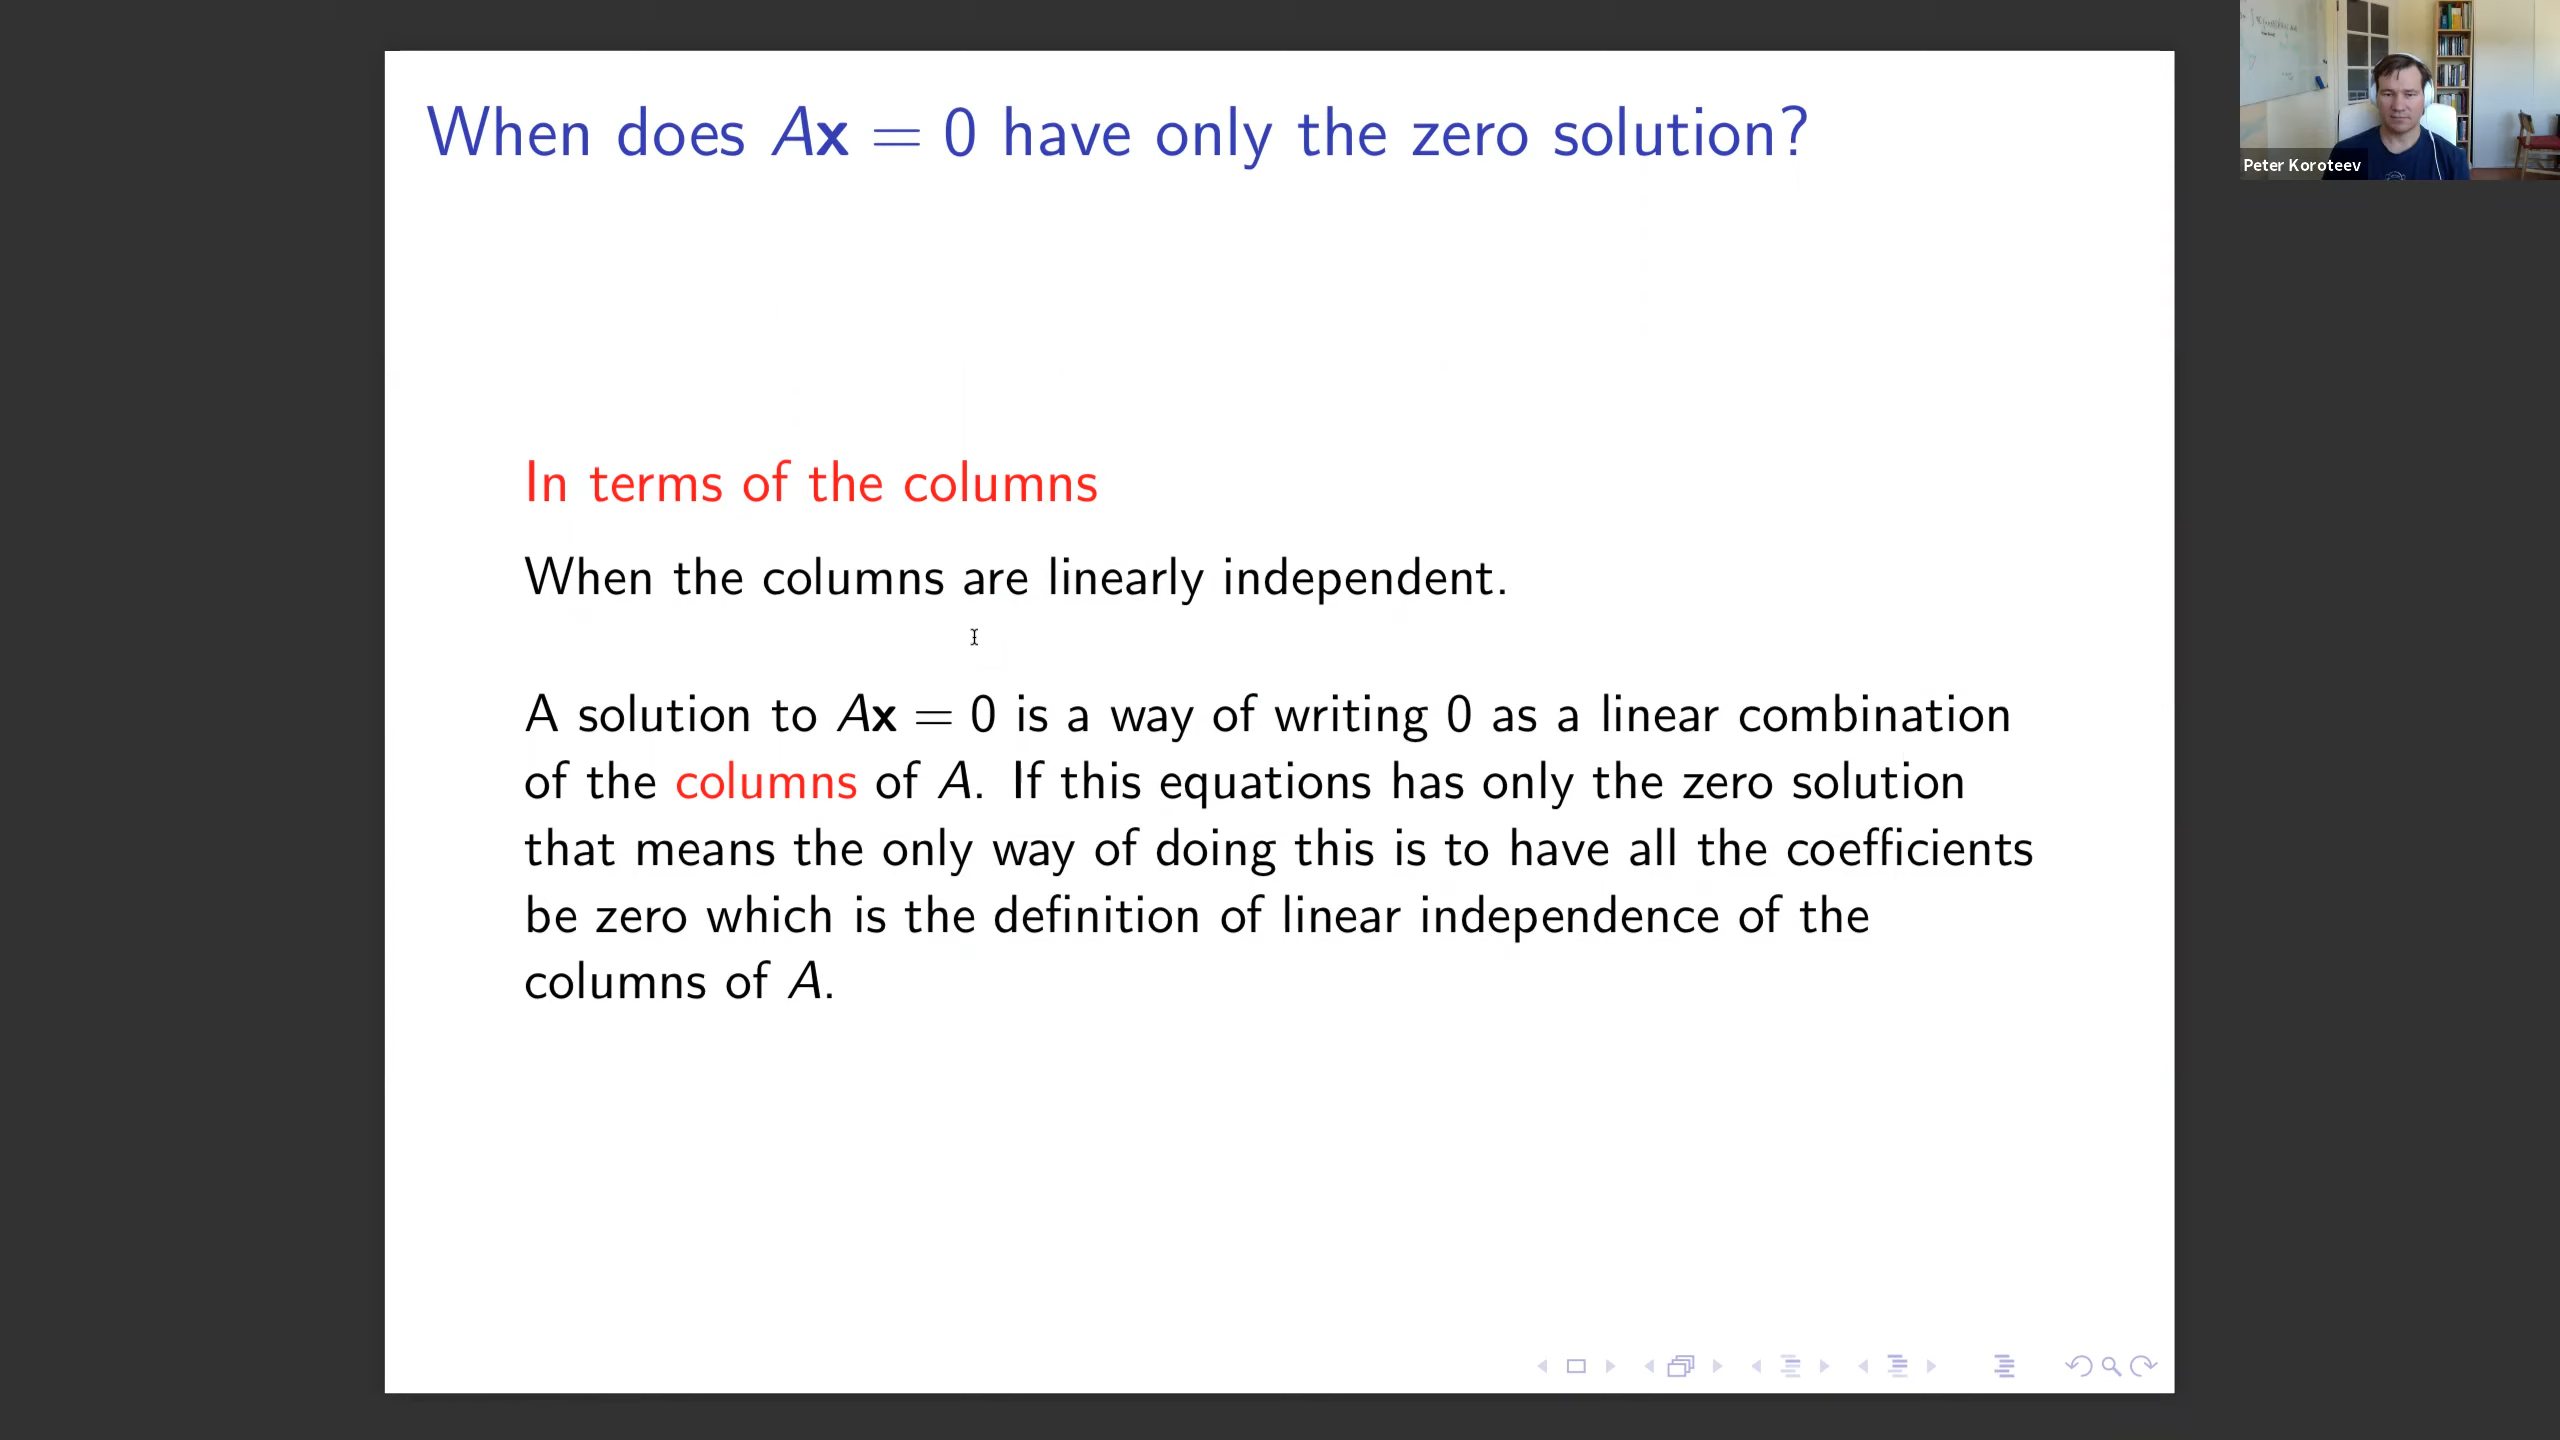 When does Ax = 0 have only the zero solution?
Peter Koroteev
In terms of the columns
When the columns are linearly independent.
A solution to Ax = 0 is a way of writing 0 as a linear combination
of the columns of A. If this equations has only the zero solution
that means the only way of doing this is to have all the coefficients
be zero which is the definition of linear independence of the
columns of A.